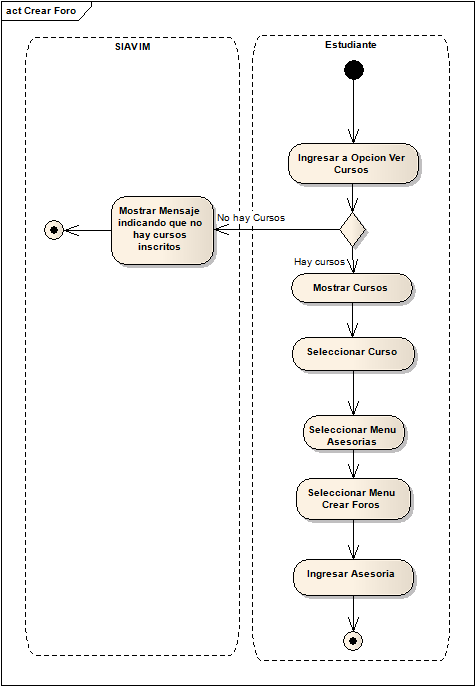 act Crear Foro
SIAVIM
Estudiante
Ingresar a Opcion Ver
Cursos
No hay Cursos
Mostrar Mensaje
indicando que no
hay cursos
inscritos
Hay cursos
Mostrar Cursos
Seleccionar Curso
Seleccionar Menu
Asesorias
Seleccionar Menu
Crear Foros
Ingresar Asesoria